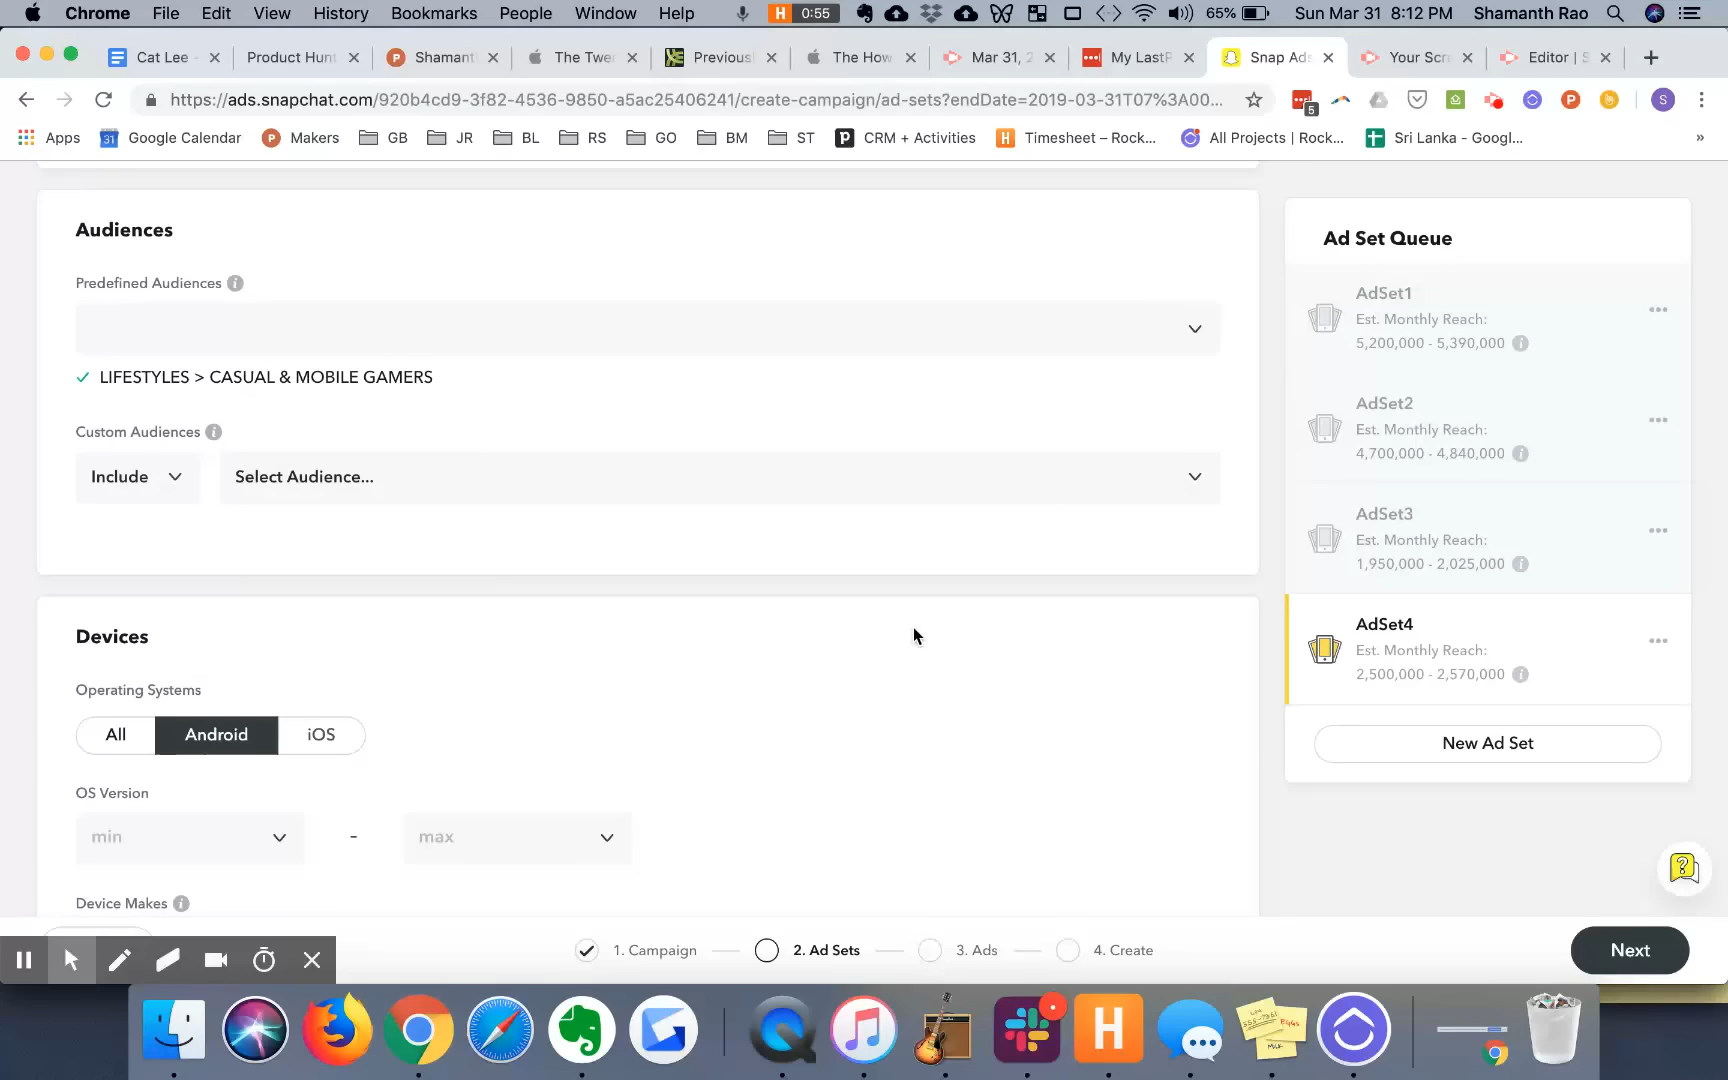 Chrome File Edit View History Bookmarks People Window Help H 0:55 65% Sun Mar 31 8:12 PM Shamanth Rao
Cat Lee - Product Hunt Shamant The Twe Previous The How Mar 31, 2 My LastP Snap Ads Your Scre Editor | S
https://ads.snapchat.com/920b4cd9-3f82-4536-9850-a5ac25406241/create-campaign/ad-sets?endDate=2019-03-31T07%3A00... 5 S
Apps 31 Google Calendar P Makers GB JR BL RS GO BM ST CRM + Activities H Timesheet – Rock... All Projects | Rock... Sri Lanka - Googl... »
Audiences
Predefined Audiences i
LIFESTYLES > CASUAL & MOBILE GAMERS
Custom Audiences i
Include Select Audience...
Devices
Operating Systems
All Android iOS
OS Version
min - max
Device Makes i
Ad Set Queue
AdSet1
Est. Monthly Reach:
5,200,000 - 5,390,000 i
AdSet2
Est. Monthly Reach:
4,700,000 - 4,840,000 i
AdSet3
Est. Monthly Reach:
1,950,000 - 2,025,000 i
AdSet4
Est. Monthly Reach:
2,500,000 - 2,570,000 i
New Ad Set
1. Campaign 2. Ad Sets 3. Ads 4. Create
Next
H
EGGS
MILK